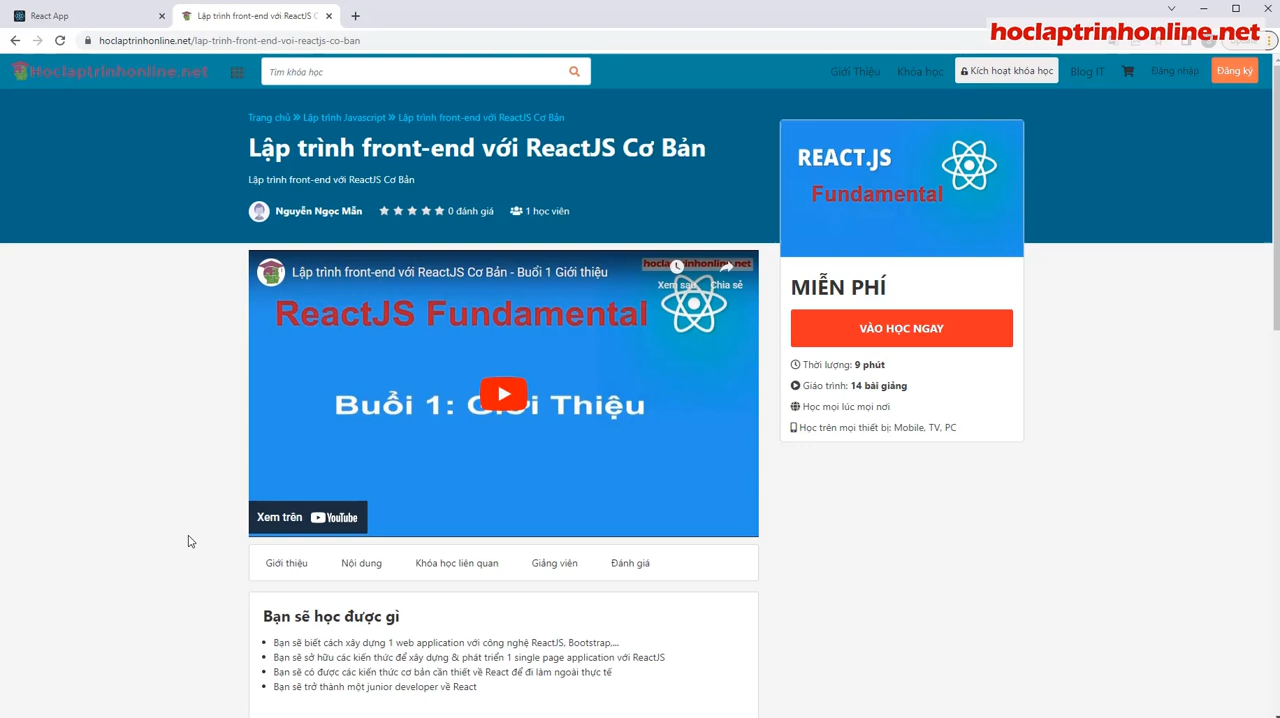 React App
Lập trình front-end với ReactJS C
hoclaptrinhonline.net/lap-trinh-front-end-voi-reactjs-co-ban
hoclaptrinhonline.net
Hoclaptrinhonline.net
Tìm khóa học
Giới Thiệu
Khóa học
Kích hoạt khóa học
Blog IT
Đăng nhập
Đăng ký
Trang chủ » Lập trình Javascript » Lập trình front-end với ReactJS Cơ Bản
Lập trình front-end với ReactJS Cơ Bản
Lập trình front-end với ReactJS Cơ Bản
Nguyễn Ngọc Mẫn
0 đánh giá
1 học viên
REACT.JS
Fundamental
MIỄN PHÍ
VÀO HỌC NGAY
Thời lượng: 9 phút
Giáo trình: 14 bài giảng
Học mọi lúc mọi nơi
Học trên mọi thiết bị: Mobile, TV, PC
Lập trình front-end với ReactJS Cơ Bản - Buổi 1 Giới thiệu
hoclaptrinhonline.net
Xem sau
Chia sẻ
ReactJS Fundamental
Buổi 1: Giới Thiệu
Xem trên YouTube
Giới thiệu
Nội dung
Khóa học liên quan
Giảng viên
Đánh giá
Bạn sẽ học được gì
Bạn sẽ biết cách xây dựng 1 web application với công nghệ ReactJS, Bootstrap,...
Bạn sẽ sở hữu các kiến thức để xây dựng & phát triển 1 single page application với ReactJS
Bạn sẽ có được các kiến thức cơ bản cần thiết về React để đi làm ngoài thực tế
Bạn sẽ trở thành một junior developer về React